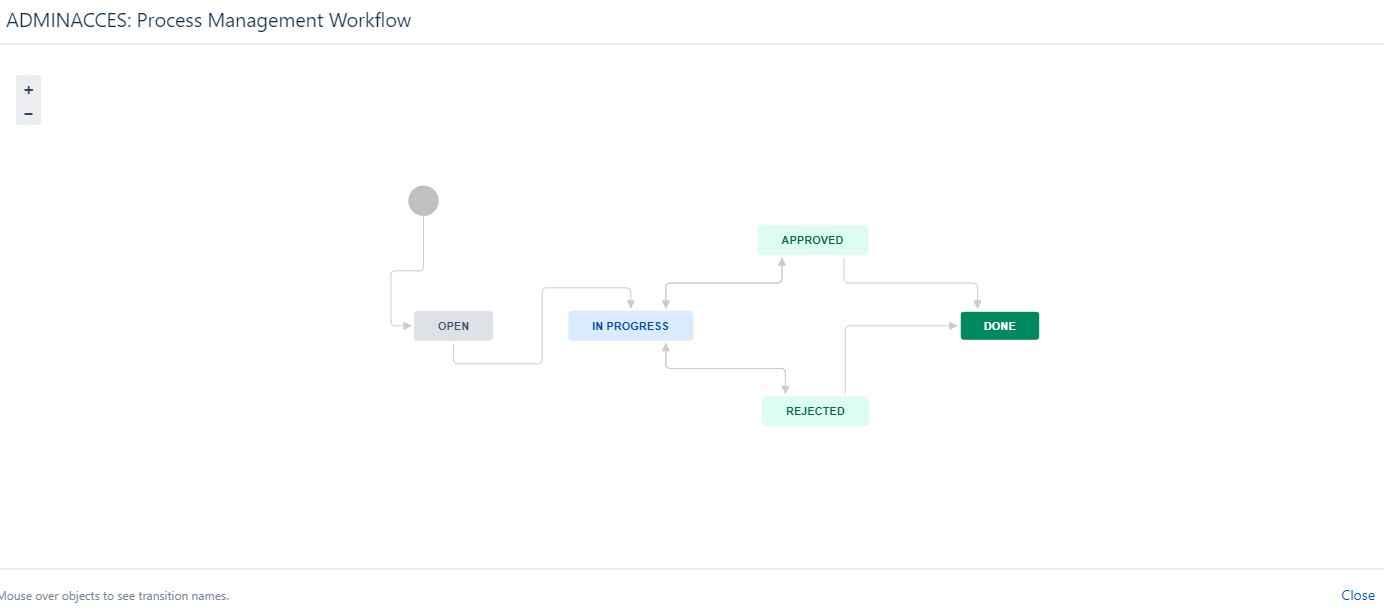 ADMINACCES: Process Management Workflow
+
−
APPROVED
OPEN
IN PROGRESS
DONE
REJECTED
Mouse over objects to see transition names.
Close